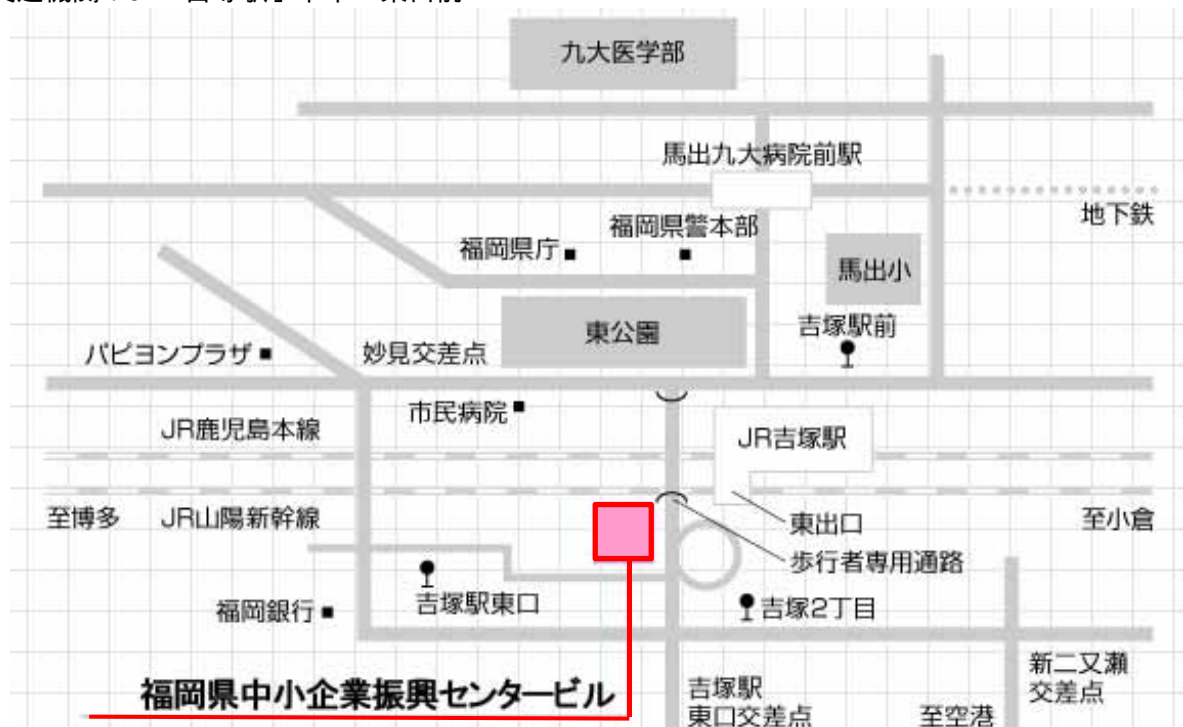 九大医学部
馬出九大病院前駅
地下鉄
福岡県警本部
福岡県庁
馬出小
東公園
吉塚駅前
パピヨンプラザ
妙見交差点
市民病院
JR鹿児島本線
JR吉塚駅
至博多
JR山陽新幹線
東出口
至小倉
歩行者専用通路
吉塚駅東口
吉塚2丁目
福岡銀行
新二又瀬
交差点
福岡県中小企業振興センタービル
吉塚駅
東口交差点
至空港